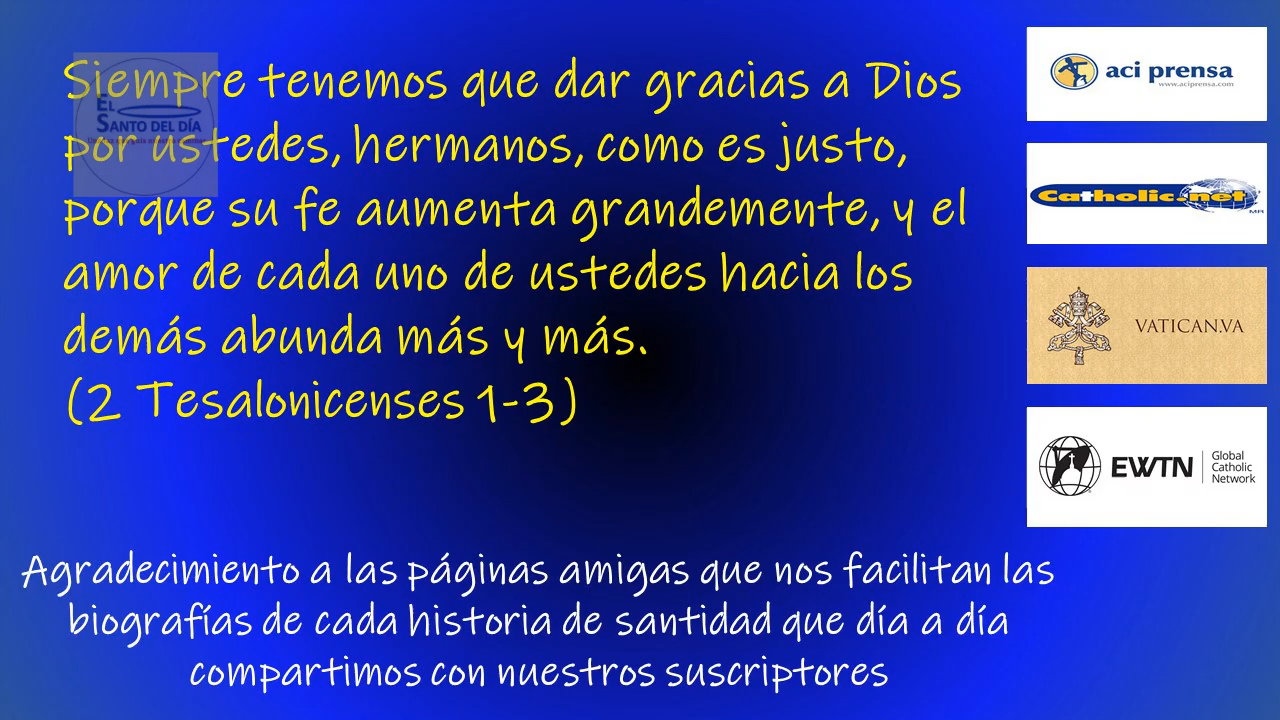 Siempre tenemos que dar gracias a Dios
por ustedes, hermanos, como es justo,
porque su fe aumenta grandemente, y el
amor de cada uno de ustedes hacia los
demás abunda más y más.
(2 Tesalonicenses 1-3)
EL
SANTO DEL DÍA
aci prensa
www.aciprensa.com
Catholic.net
MR
VATICAN.VA
EWTN
Global
Catholic
Network
Agradecimiento a las páginas amigas que nos facilitan las
biografías de cada historia de santidad que día a día
compartimos con nuestros suscriptores